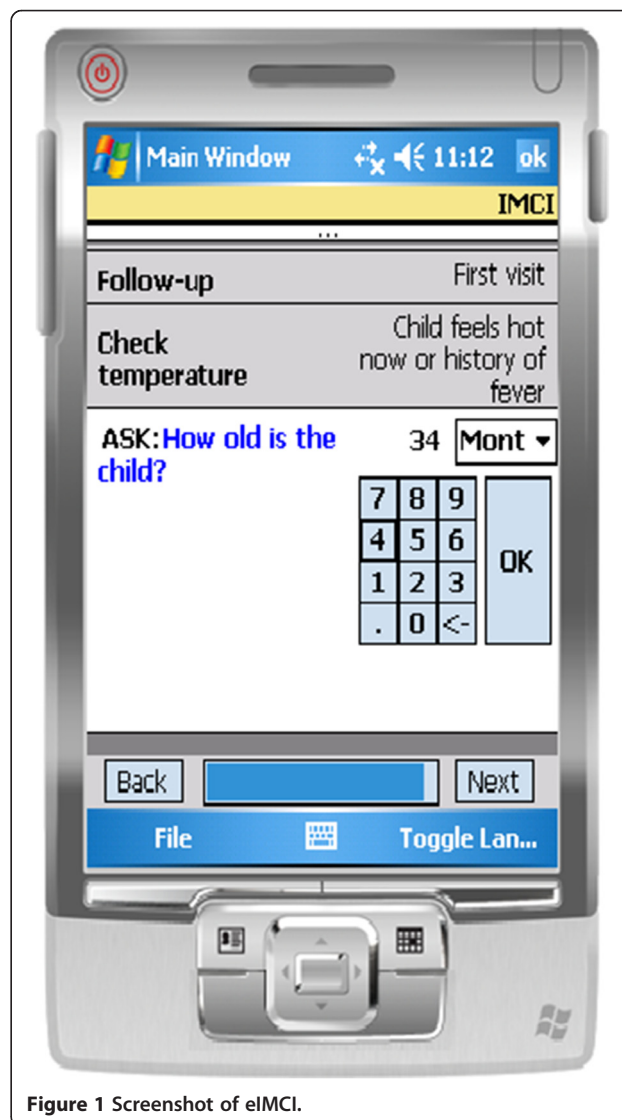 Main Window 11:12 ok
IMCI
...
Follow-up First visit
Check temperature Child feels hot
now or history of
fever
ASK:How old is the 34 Mont
child?
7 8 9
4 5 6 OK
1 2 3
. 0 <-
Back Next
File Toggle Lan...
Figure 1 Screenshot of eIMCI.